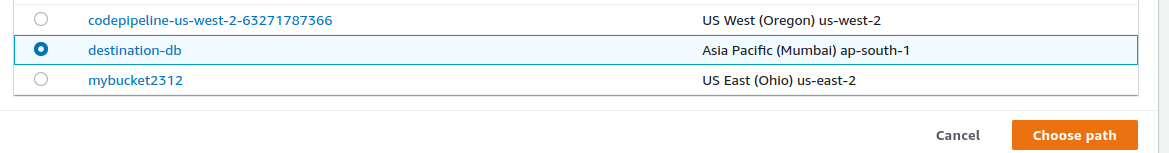 codepipeline-us-west-2-63271787366 US West (Oregon) us-west-2
destination-db Asia Pacific (Mumbai) ap-south-1
mybucket2312 US East (Ohio) us-east-2
Cancel Choose path